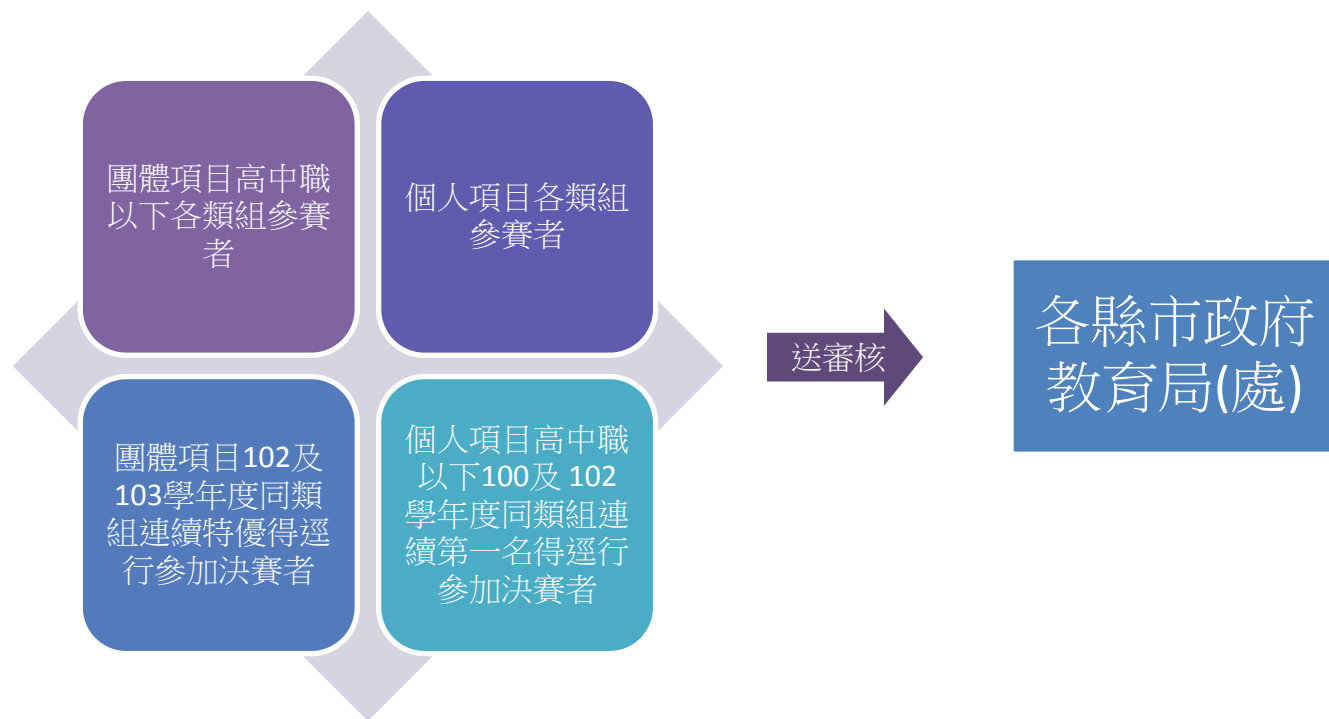 團體項目高中職
以下各類組參賽
者
個人項目各類組
參賽者
團體項目102及
103學年度同類
組連續特優得逕
行參加決賽者
個人項目高中職
以下100及 102
學年度同類組連
續第一名得逕行
參加決賽者
送審核
各縣市政府
教育局(處)